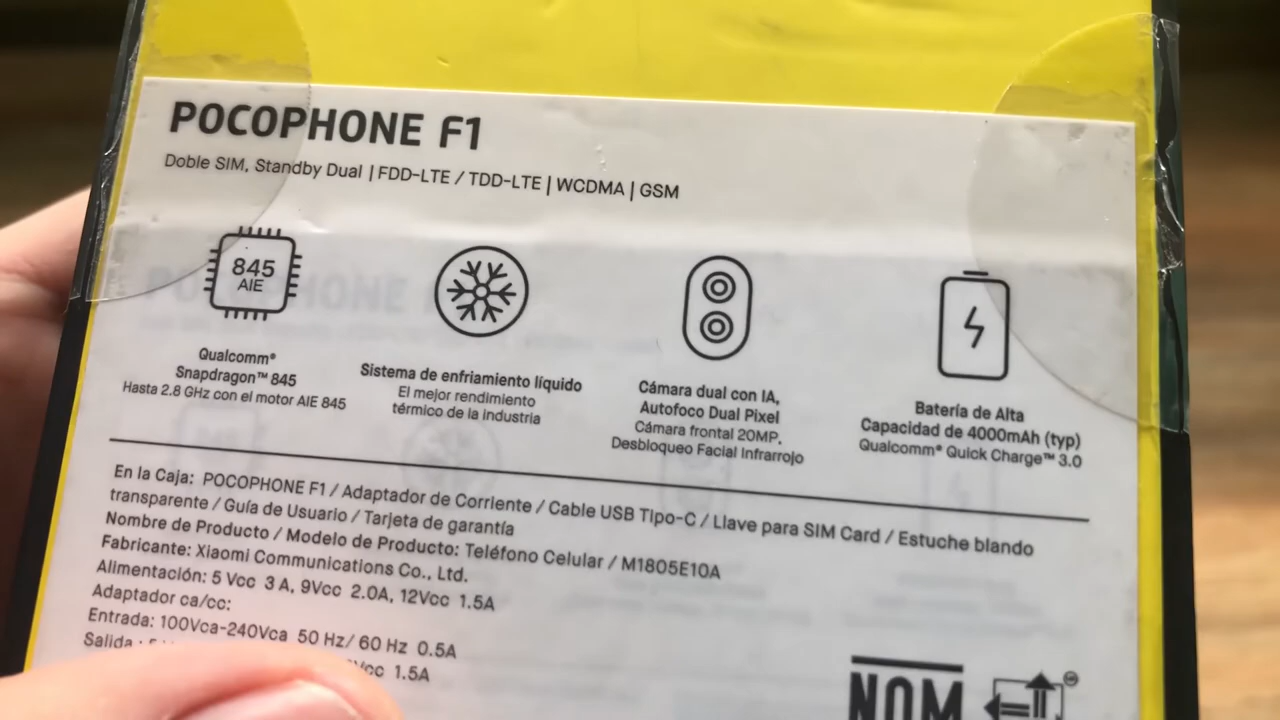 POCOPHONE F1
Doble SIM, Standby Dual | FDD-LTE / TDD-LTE | WCDMA | GSM
845
AIE
Qualcomm®
Snapdragon™ 845
Hasta 2.8 GHz con el motor AIE 845
Sistema de enfriamiento líquido
El mejor rendimiento
térmico de la industria
Cámara dual con IA,
Autofoco Dual Pixel
Cámara frontal 20MP.
Desbloqueo Facial Infrarrojo
Batería de Alta
Capacidad de 4000mAh (typ)
Qualcomm® Quick Charge™ 3.0
En la Caja: POCOPHONE F1 / Adaptador de Corriente / Cable USB Tipo-C / Llave para SIM Card / Estuche blando
transparente / Guía de Usuario / Tarjeta de garantía
Nombre de Producto / Modelo de Producto: Teléfono Celular / M1805E10A
Fabricante: Xiaomi Communications Co., Ltd.
Alimentación: 5 Vcc 3 A, 9Vcc 2.0A, 12Vcc 1.5A
Adaptador ca/cc:
Entrada: 100Vca-240Vca 50 Hz/ 60 Hz 0.5A
Salida : 1.5A
NOM